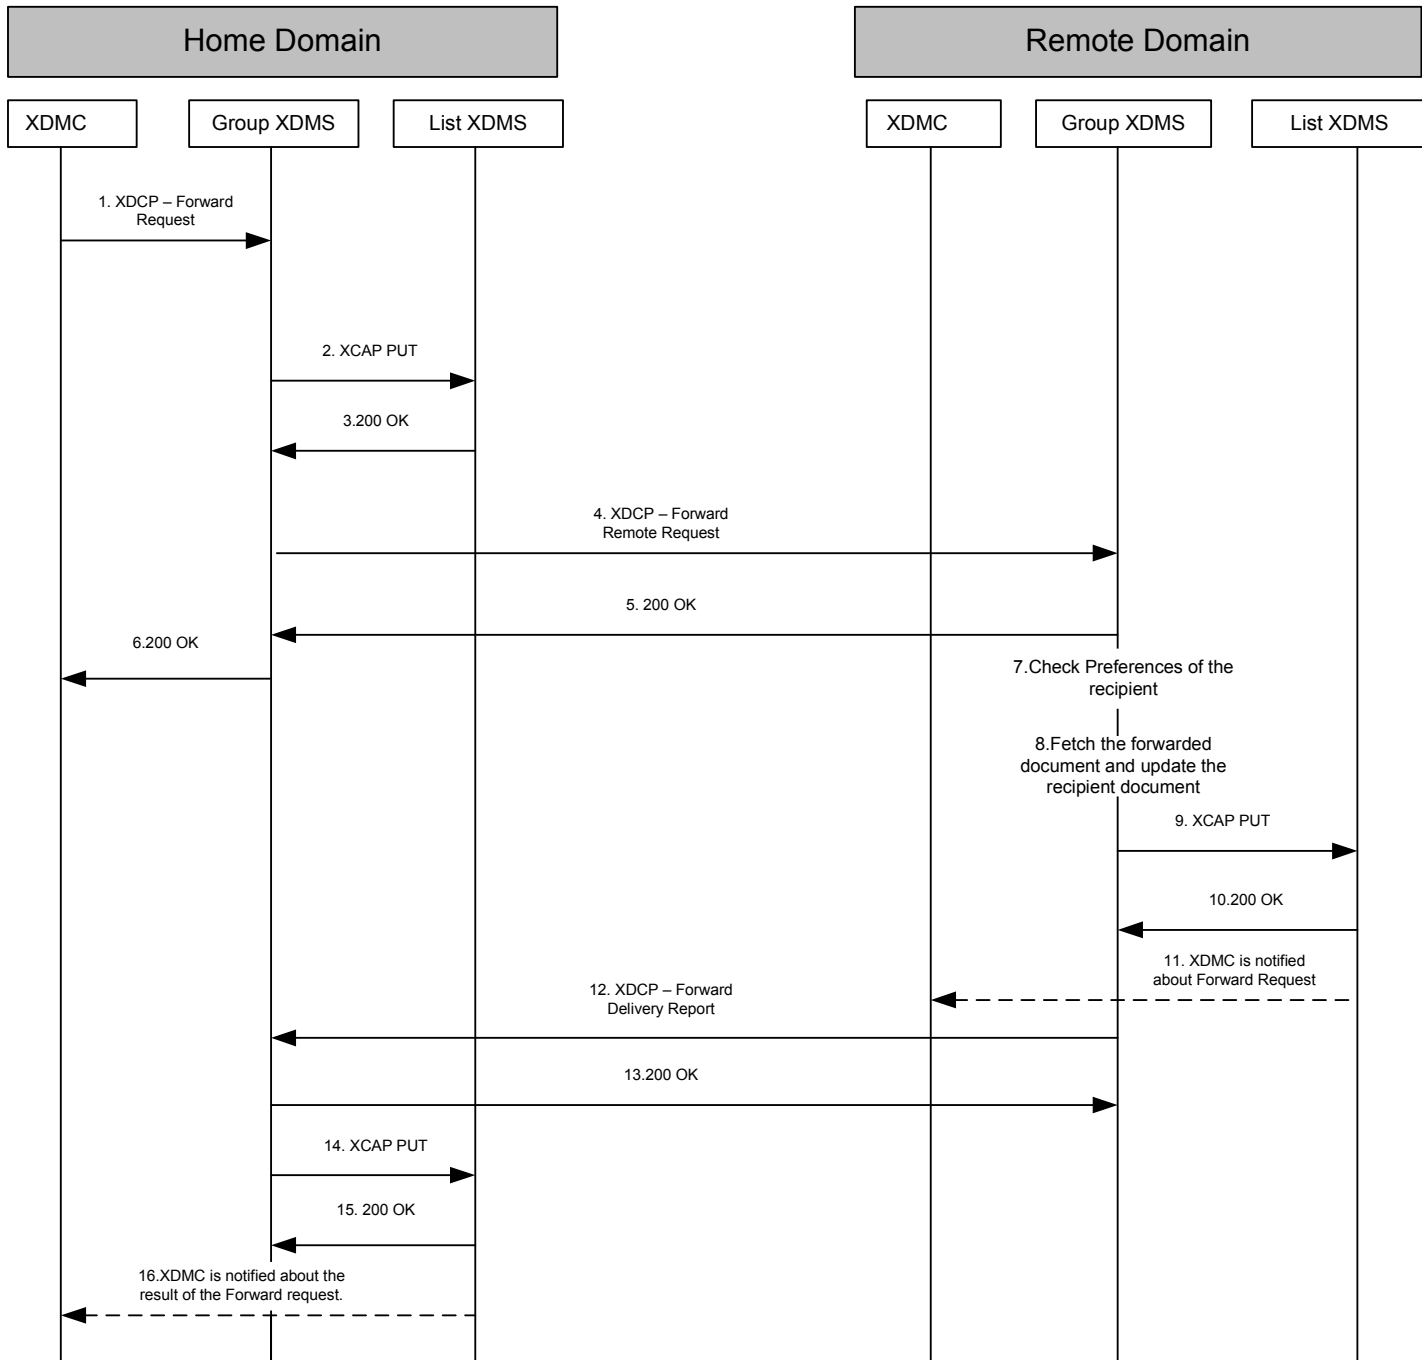 Home Domain
Remote Domain
XDMC
Group XDMS
List XDMS
XDMC
Group XDMS
List XDMS
1. XDCP – Forward
Request
2. XCAP PUT
3.200 OK
4. XDCP – Forward
Remote Request
5. 200 OK
6.200 OK
7.Check Preferences of the
recipient
8.Fetch the forwarded
document and update the
recipient document
9. XCAP PUT
10.200 OK
11. XDMC is notified
about Forward Request
12. XDCP – Forward
Delivery Report
13.200 OK
14. XCAP PUT
15. 200 OK
16.XDMC is notified about the
result of the Forward request.